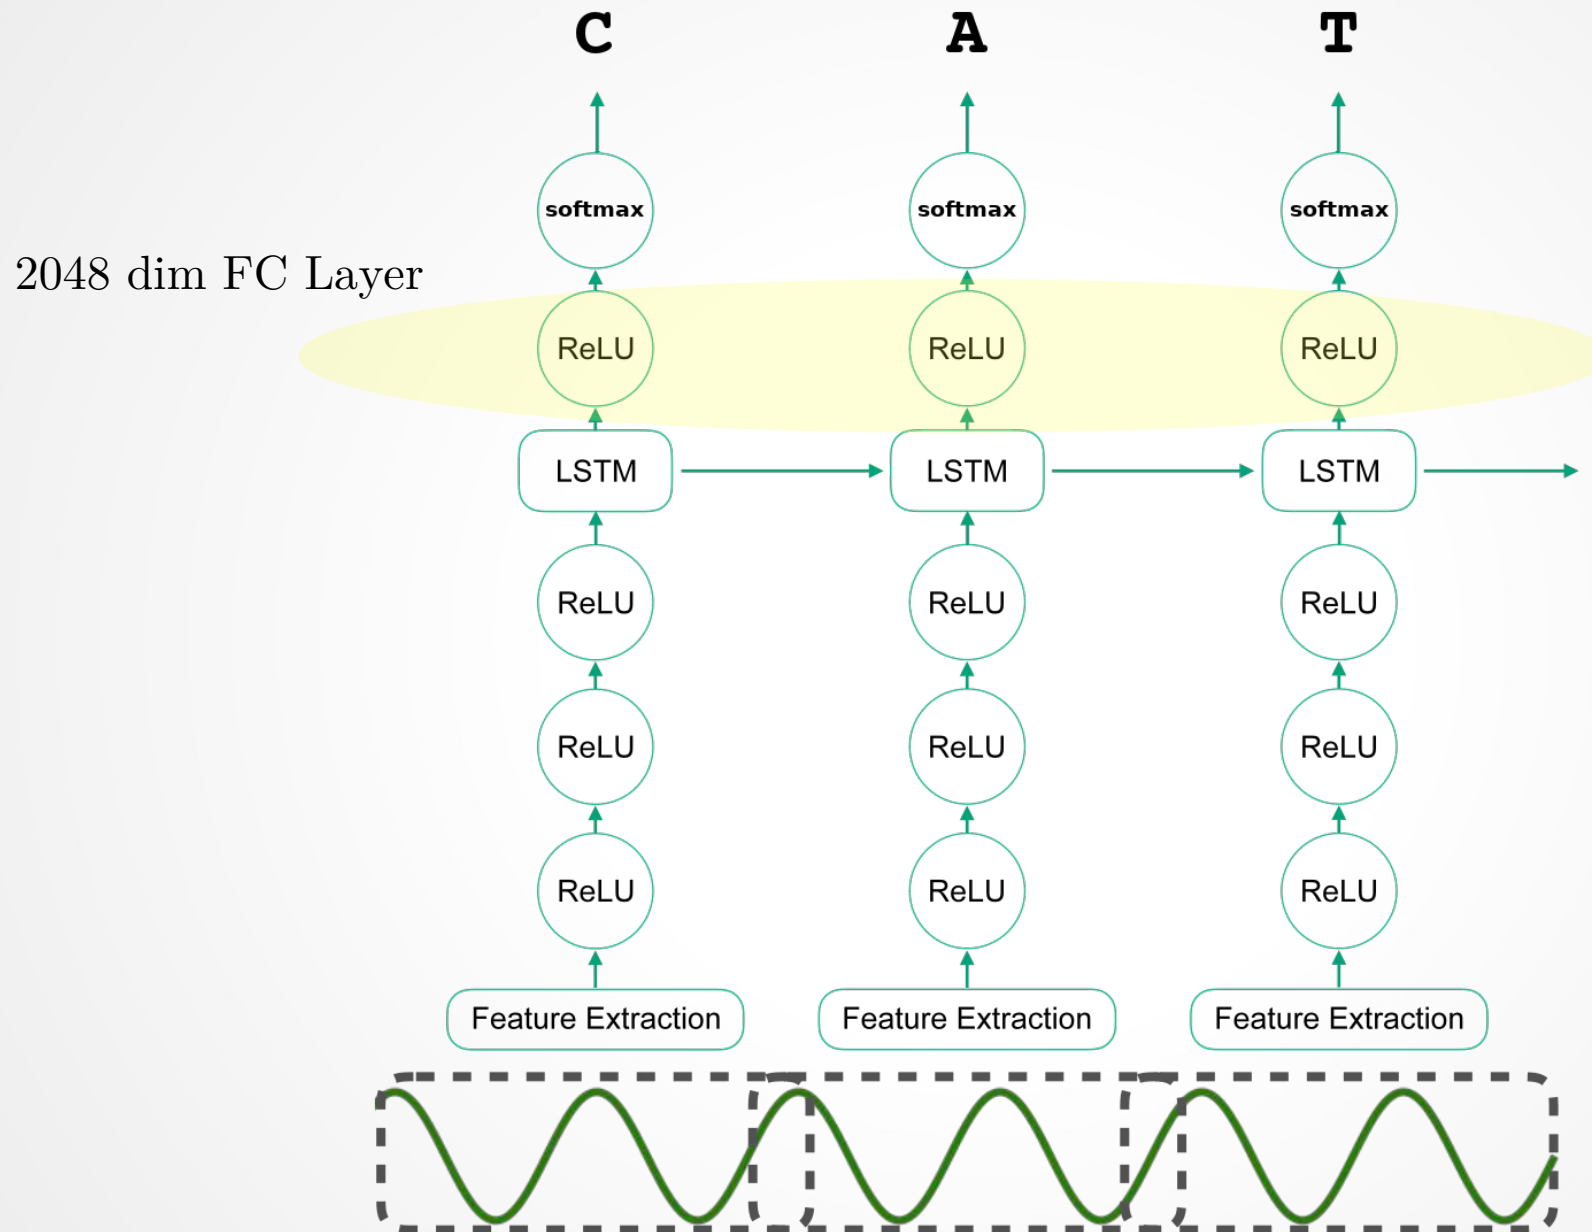 C A T
softmax softmax softmax
2048 dim FC Layer
ReLU ReLU ReLU
LSTM LSTM LSTM
ReLU ReLU ReLU
ReLU ReLU ReLU
ReLU ReLU ReLU
Feature Extraction Feature Extraction Feature Extraction